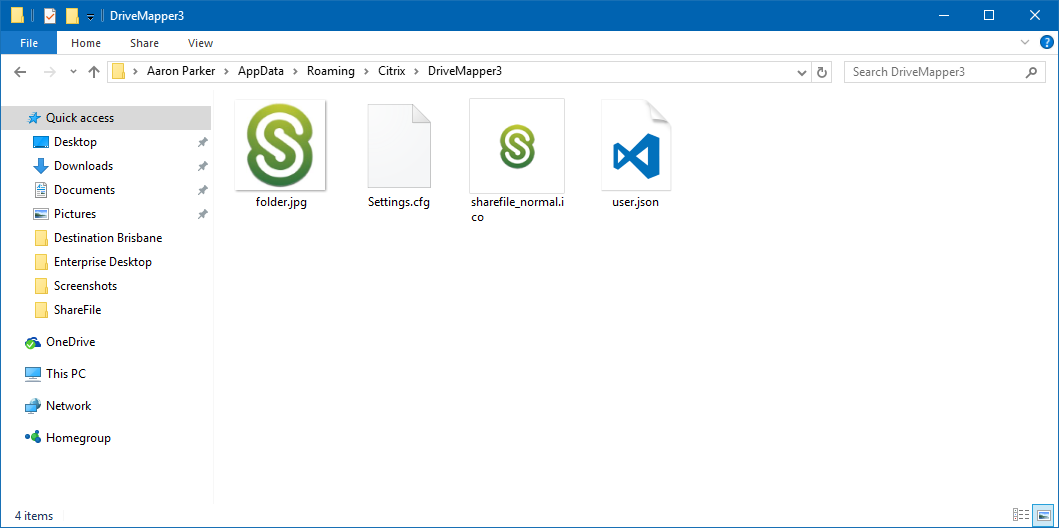 DriveMapper3
File Home Share View
Aaron Parker AppData Roaming Citrix DriveMapper3
Search DriveMapper3
Quick access
Desktop
Downloads
Documents
Pictures
Destination Brisbane
Enterprise Desktop
Screenshots
ShareFile
OneDrive
This PC
Network
Homegroup
folder.jpg
Settings.cfg
sharefile_normal.i
co
user.json
4 items